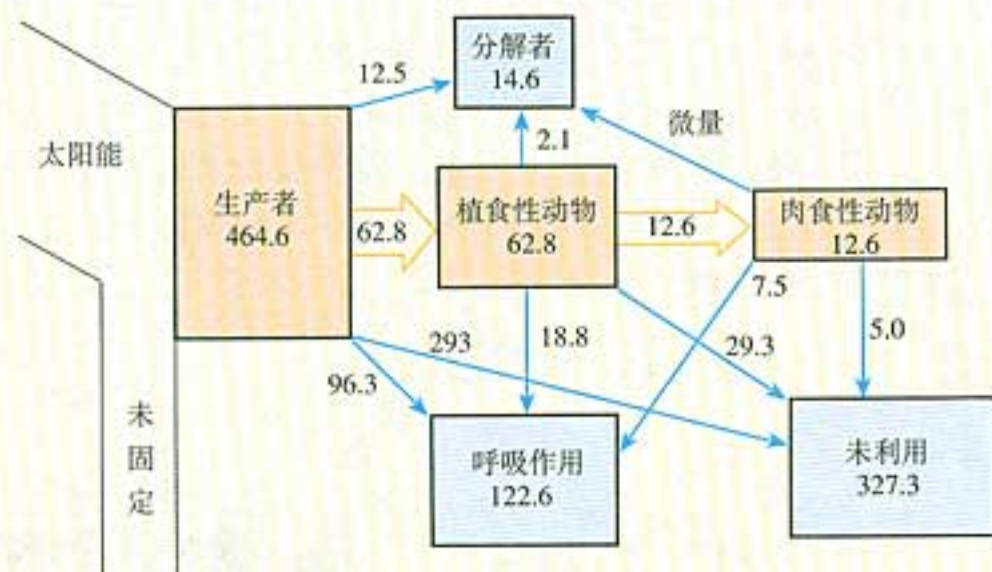 分解者
14.6
12.5
微量
2.1
太阳能
生产者
464.6
62.8
植食性动物
62.8
12.6
肉食性动物
12.6
7.5
18.8
293
29.3
5.0
96.3
未固定
呼吸作用
122.6
未利用
327.3